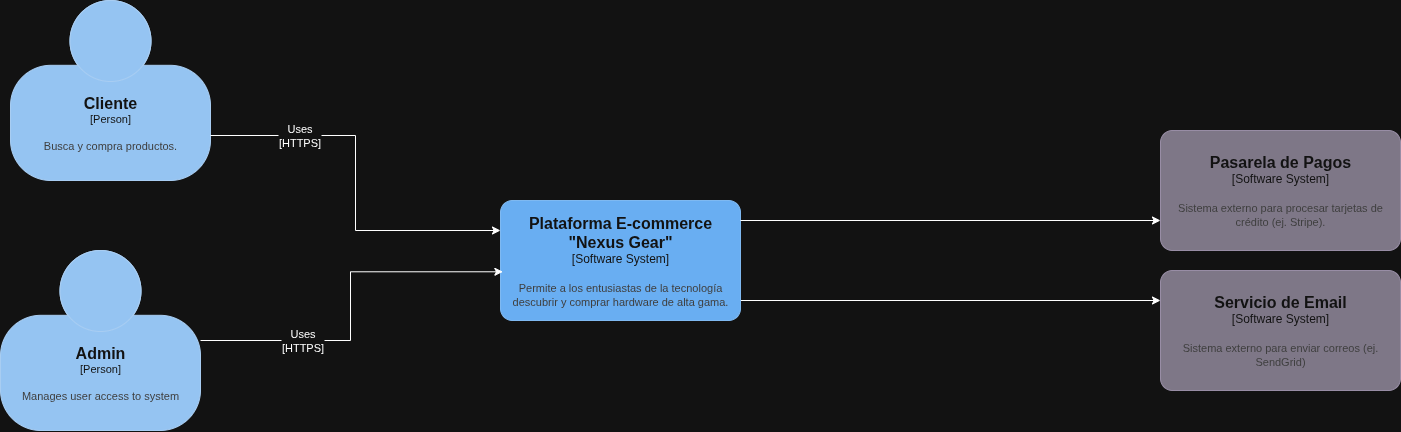 Cliente
[Person]
Busca y compra productos.
Uses
[HTTPS]
Admin
[Person]
Manages user access to system
Uses
[HTTPS]
Plataforma E-commerce
"Nexus Gear"
[Software System]
Permite a los entusiastas de la tecnología
descubrir y comprar hardware de alta gama.
Pasarela de Pagos
[Software System]
Sistema externo para procesar tarjetas de
crédito (ej. Stripe).
Servicio de Email
[Software System]
Sistema externo para enviar correos (ej.
SendGrid)